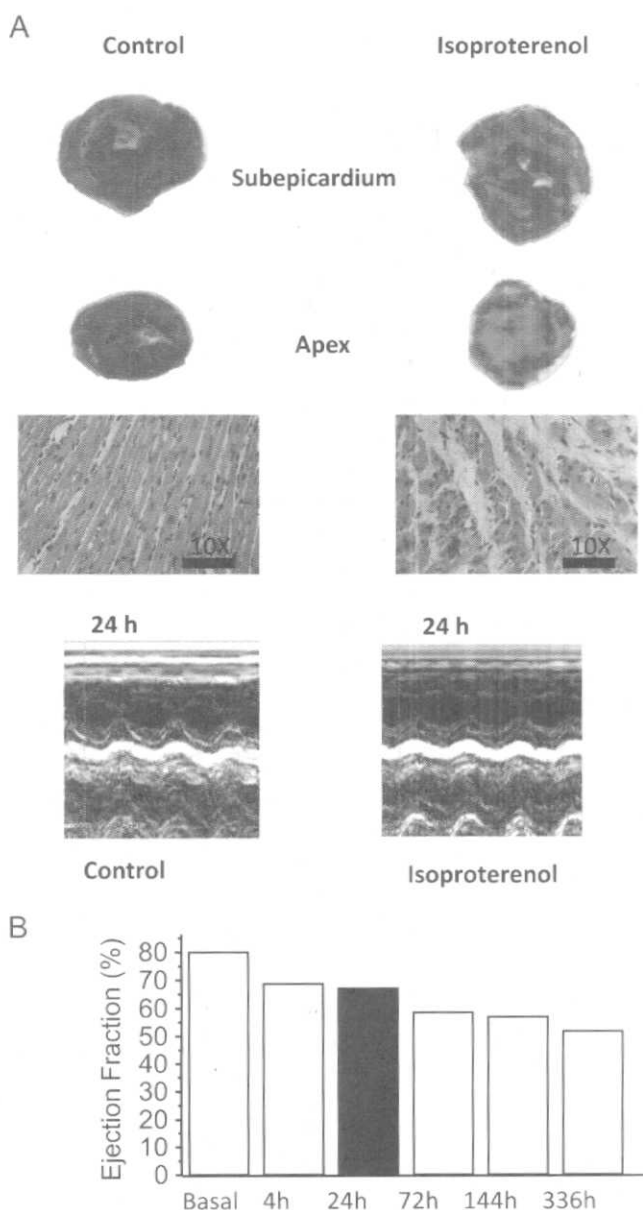 A
Control Isoproterenol
Subepicardium
Apex
10X 10X
24 h 24 h
Control Isoproterenol
B
Ejection Fraction (%)
80
70
60
50
40
30
20
10
0
Basal 4h 24h 72h 144h 336h